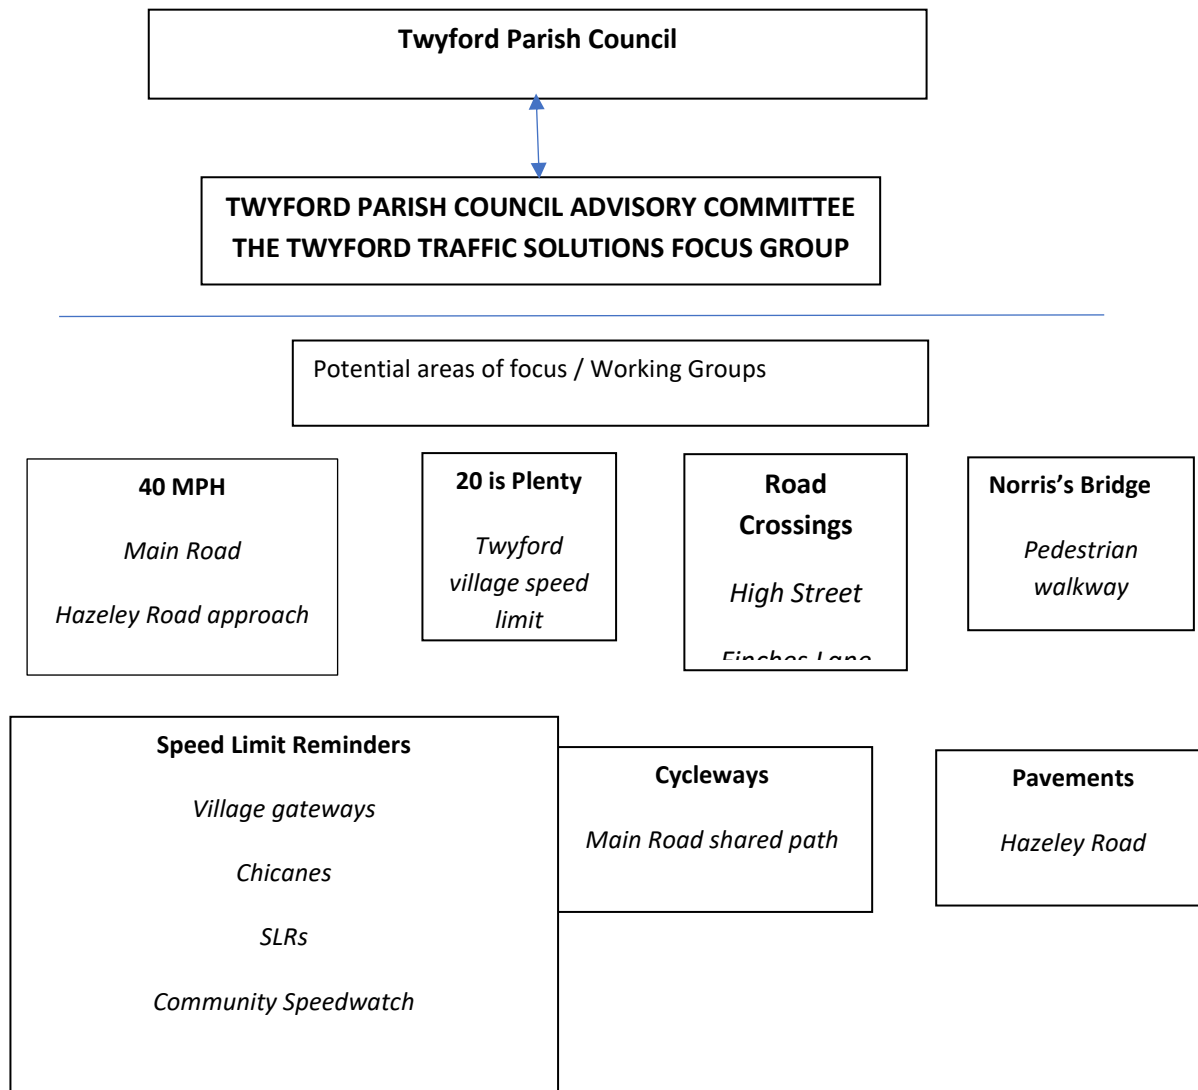 Twyford Parish Council
TWYFORD PARISH COUNCIL ADVISORY COMMITTEE
THE TWYFORD TRAFFIC SOLUTIONS FOCUS GROUP
Potential areas of focus / Working Groups
40 MPH
Main Road
Hazeley Road approach
20 is Plenty
Twyford
village speed
limit
Road
Crossings
High Street
Finches Lane
Norris’s Bridge
Pedestrian
walkway
Speed Limit Reminders
Village gateways
Chicanes
SLRs
Community Speedwatch
Cycleways
Main Road shared path
Pavements
Hazeley Road